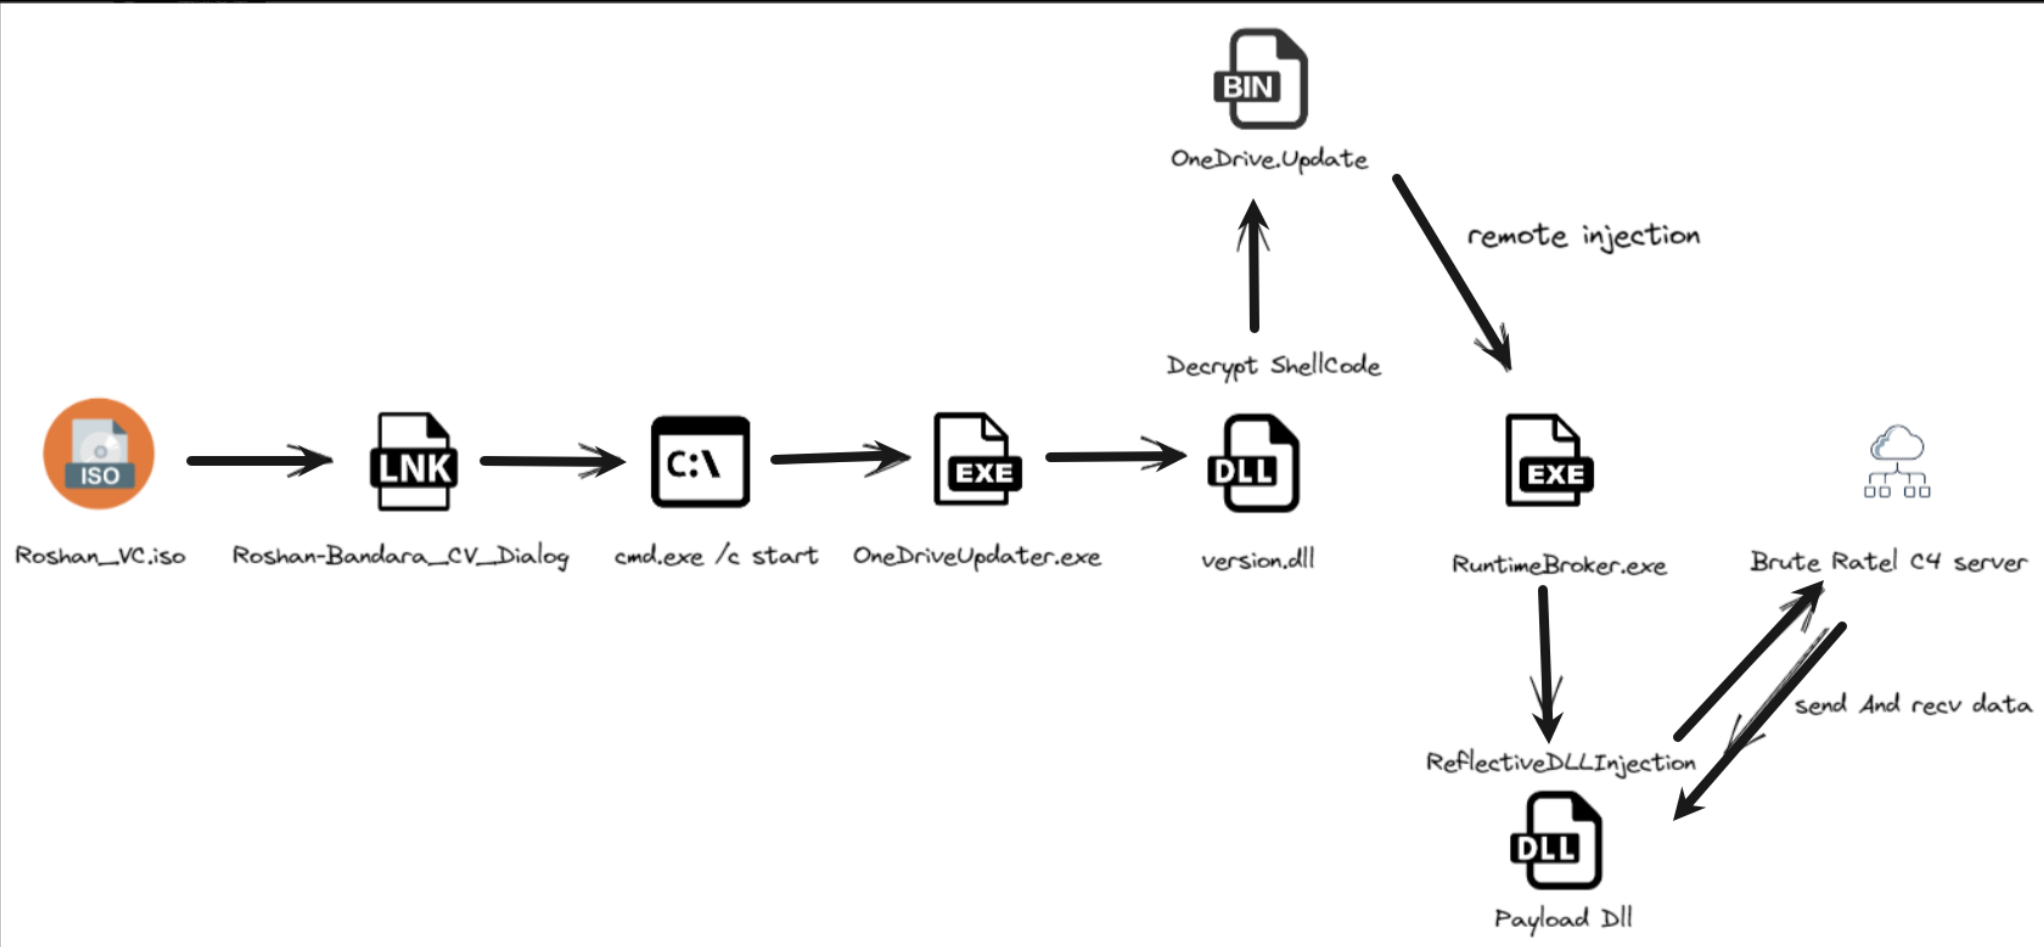 BIN
OneDrive.Update
remote injection
Decrypt ShellCode
ISO
LNK
C:\
EXE
DLL
EXE
Roshan_VC.iso
Roshan-Bandara_CV_Dialog
cmd.exe /c start
OneDriveUpdater.exe
version.dll
RuntimeBroker.exe
Brute Ratel C4 server
send And recv data
ReflectiveDLLInjection
DLL
Payload Dll